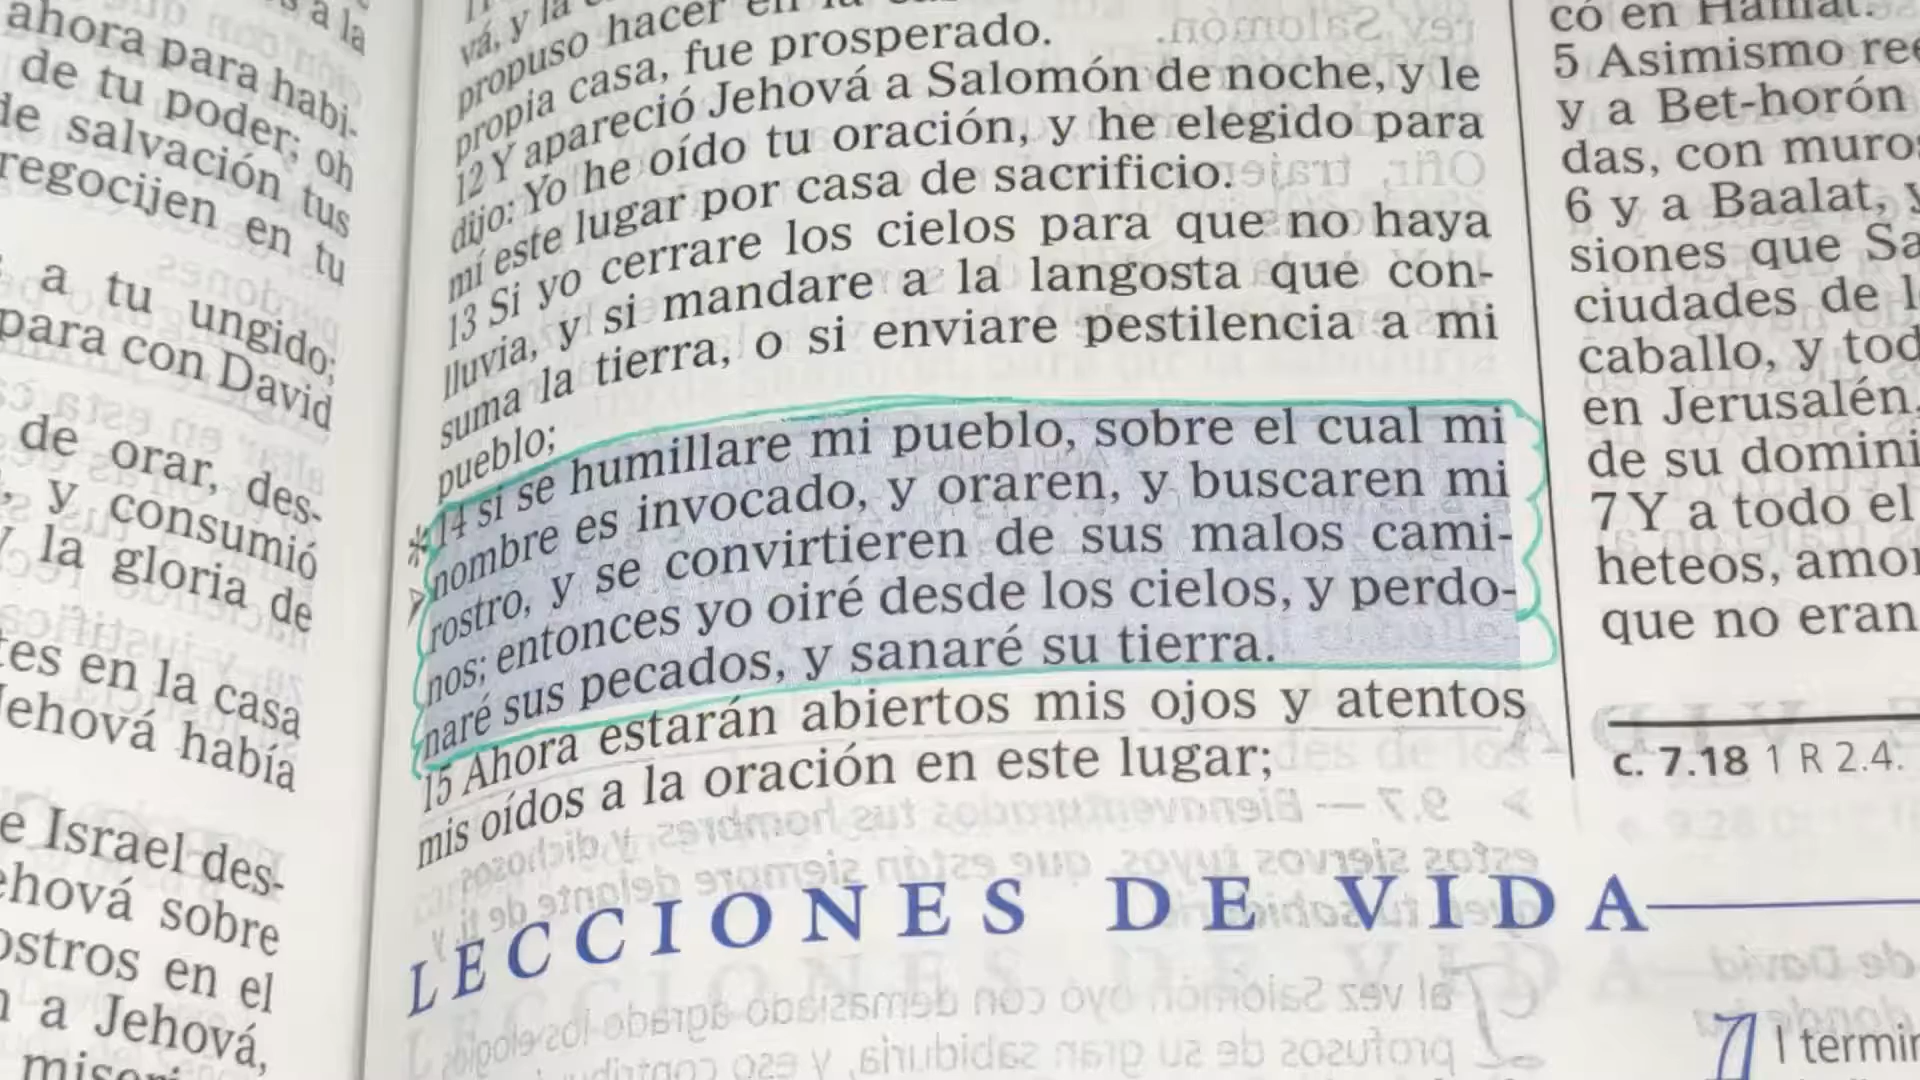 s a la
ahora para habi-
de tu poder; oh
de salvación tus
regocijen en tu
a tu ungido;
para con David
de orar, des-
, y consumió
la gloria de
tes en la casa
Jehová había
e Israel des-
ehová sobre
ostros en el
a Jehová,
vá, y la
propuso hacer en la
propia casa, fue prosperado.
12 Y apareció Jehová a Salomón de noche, y le
dijo: Yo he oído tu oración, y he elegido para
mí este lugar por casa de sacrificio.
13 Si yo cerrare los cielos para que no haya
lluvia, y si mandare a la langosta que con-
suma la tierra, o si enviare pestilencia a mi
pueblo;
*14 si se humillare mi pueblo, sobre el cual mi
nombre es invocado, y oraren, y buscaren mi
rostro, y se convirtieren de sus malos cami-
nos; entonces yo oiré desde los cielos, y perdo-
naré sus pecados, y sanaré su tierra.
15 Ahora estarán abiertos mis ojos y atentos
mis oídos a la oración en este lugar;
LECCIONES DE VIDA
có en Hamat.
5 Asimismo ree
y a Bet-horón
das, con muros
6 y a Baalat, y
siones que Sa
ciudades de l
caballo, y tod
en Jerusalén,
de su domini
7 Y a todo el
heteos, amor
que no eran
c. 7.18 1 R 2.4.
l termin